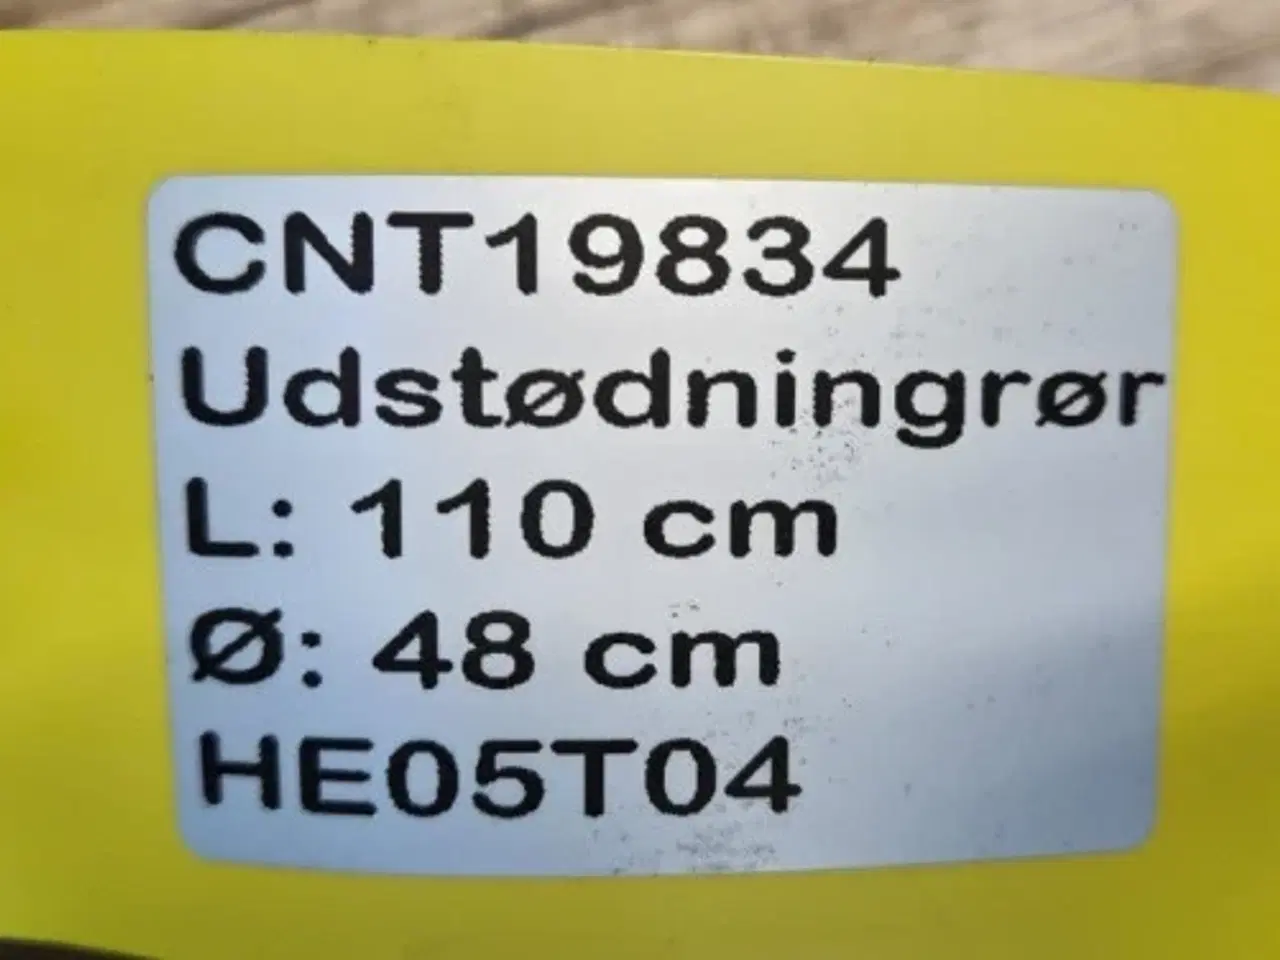 CNT19834
Udstødningrør
L: 110 cm
Ø: 48 cm
HE05T04